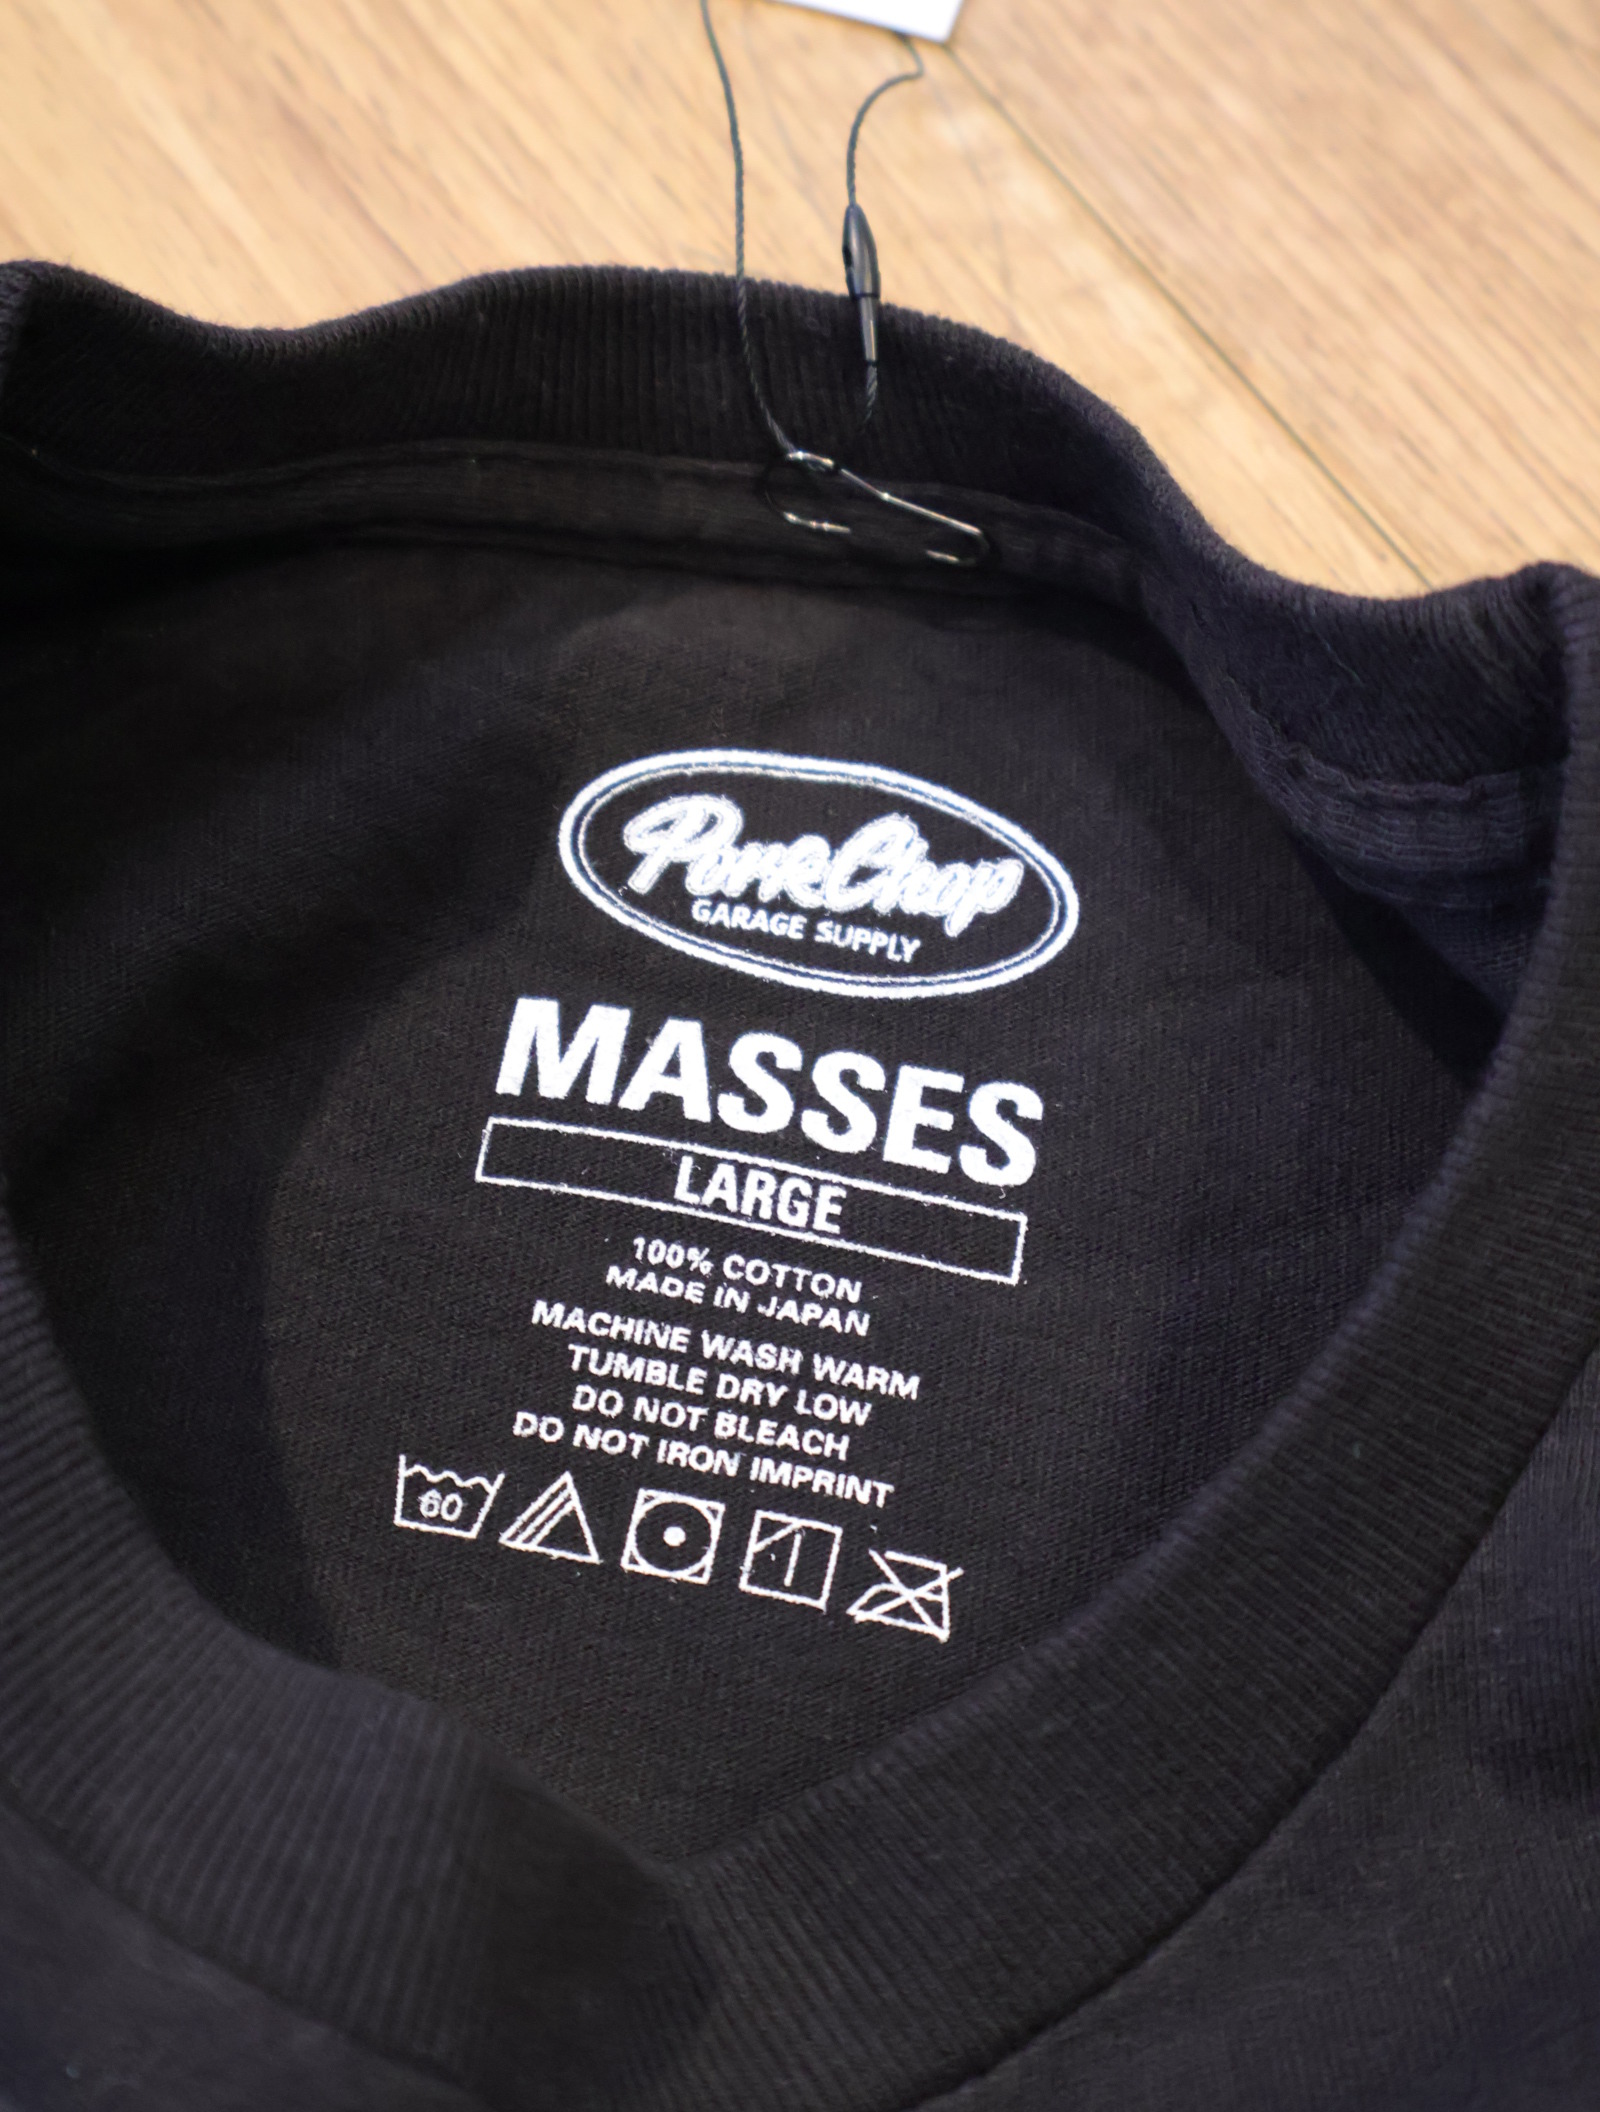 PorkChop
GARAGE SUPPLY
MASSES
LARGE
100% COTTON
MADE IN JAPAN
MACHINE WASH WARM
TUMBLE DRY LOW
DO NOT BLEACH
DO NOT IRON IMPRINT
60